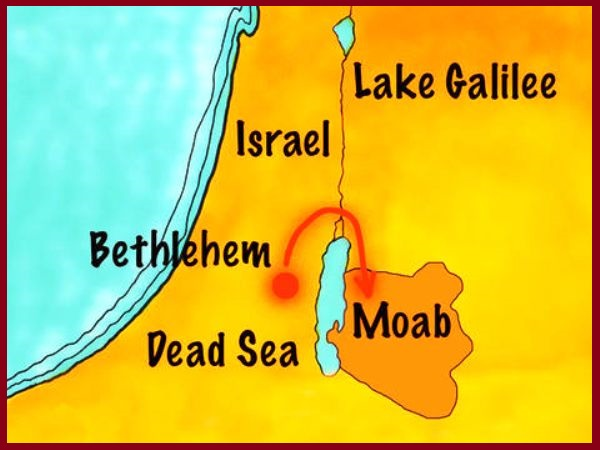 Lake Galilee
Israel
Bethlehem
Moab
Dead Sea